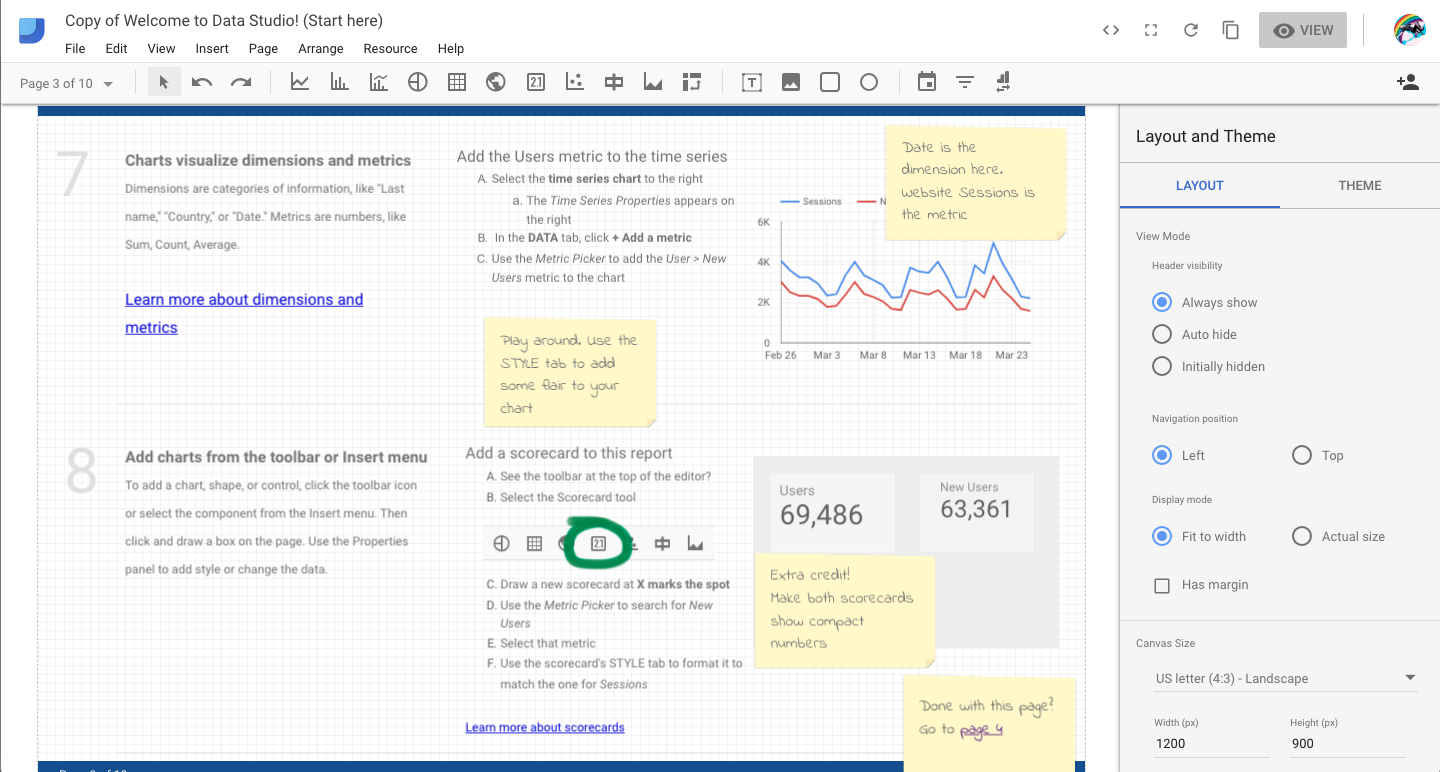 Copy of Welcome to Data Studio! (Start here)
File Edit View Insert Page Arrange Resource Help
VIEW
Page 3 of 10
21
T
7
Charts visualize dimensions and metrics
Dimensions are categories of information, like "Last
name," "Country," or "Date." Metrics are numbers, like
Sum, Count, Average.
Learn more about dimensions and
metrics
Add the Users metric to the time series
A. Select the time series chart to the right
a. The Time Series Properties appears on
the right
B. In the DATA tab, click + Add a metric
C. Use the Metric Picker to add the User > New
Users metric to the chart
Play around. Use the
STYLE tab to add
some flair to your
chart
Date is the
dimension here.
Website Sessions is
the metric
Sessions N
6K
4K
2K
0
Feb 26 Mar 3 Mar 8 Mar 13 Mar 18 Mar 23
8
Add charts from the toolbar or Insert menu
To add a chart, shape, or control, click the toolbar icon
or select the component from the Insert menu. Then
click and draw a box on the page. Use the Properties
panel to add style or change the data.
Add a scorecard to this report
A. See the toolbar at the top of the editor?
B. Select the Scorecard tool
21
C. Draw a new scorecard at X marks the spot
D. Use the Metric Picker to search for New
Users
E. Select that metric
F. Use the scorecard's STYLE tab to format it to
match the one for Sessions
Learn more about scorecards
Users
69,486
New Users
63,361
Extra credit!
Make both scorecards
show compact
numbers
Done with this page?
Go to page 4
Layout and Theme
LAYOUT THEME
View Mode
Header visibility
Always show
Auto hide
Initially hidden
Navigation position
Left Top
Display mode
Fit to width Actual size
Has margin
Canvas Size
US letter (4:3) - Landscape
Width (px) Height (px)
1200 900